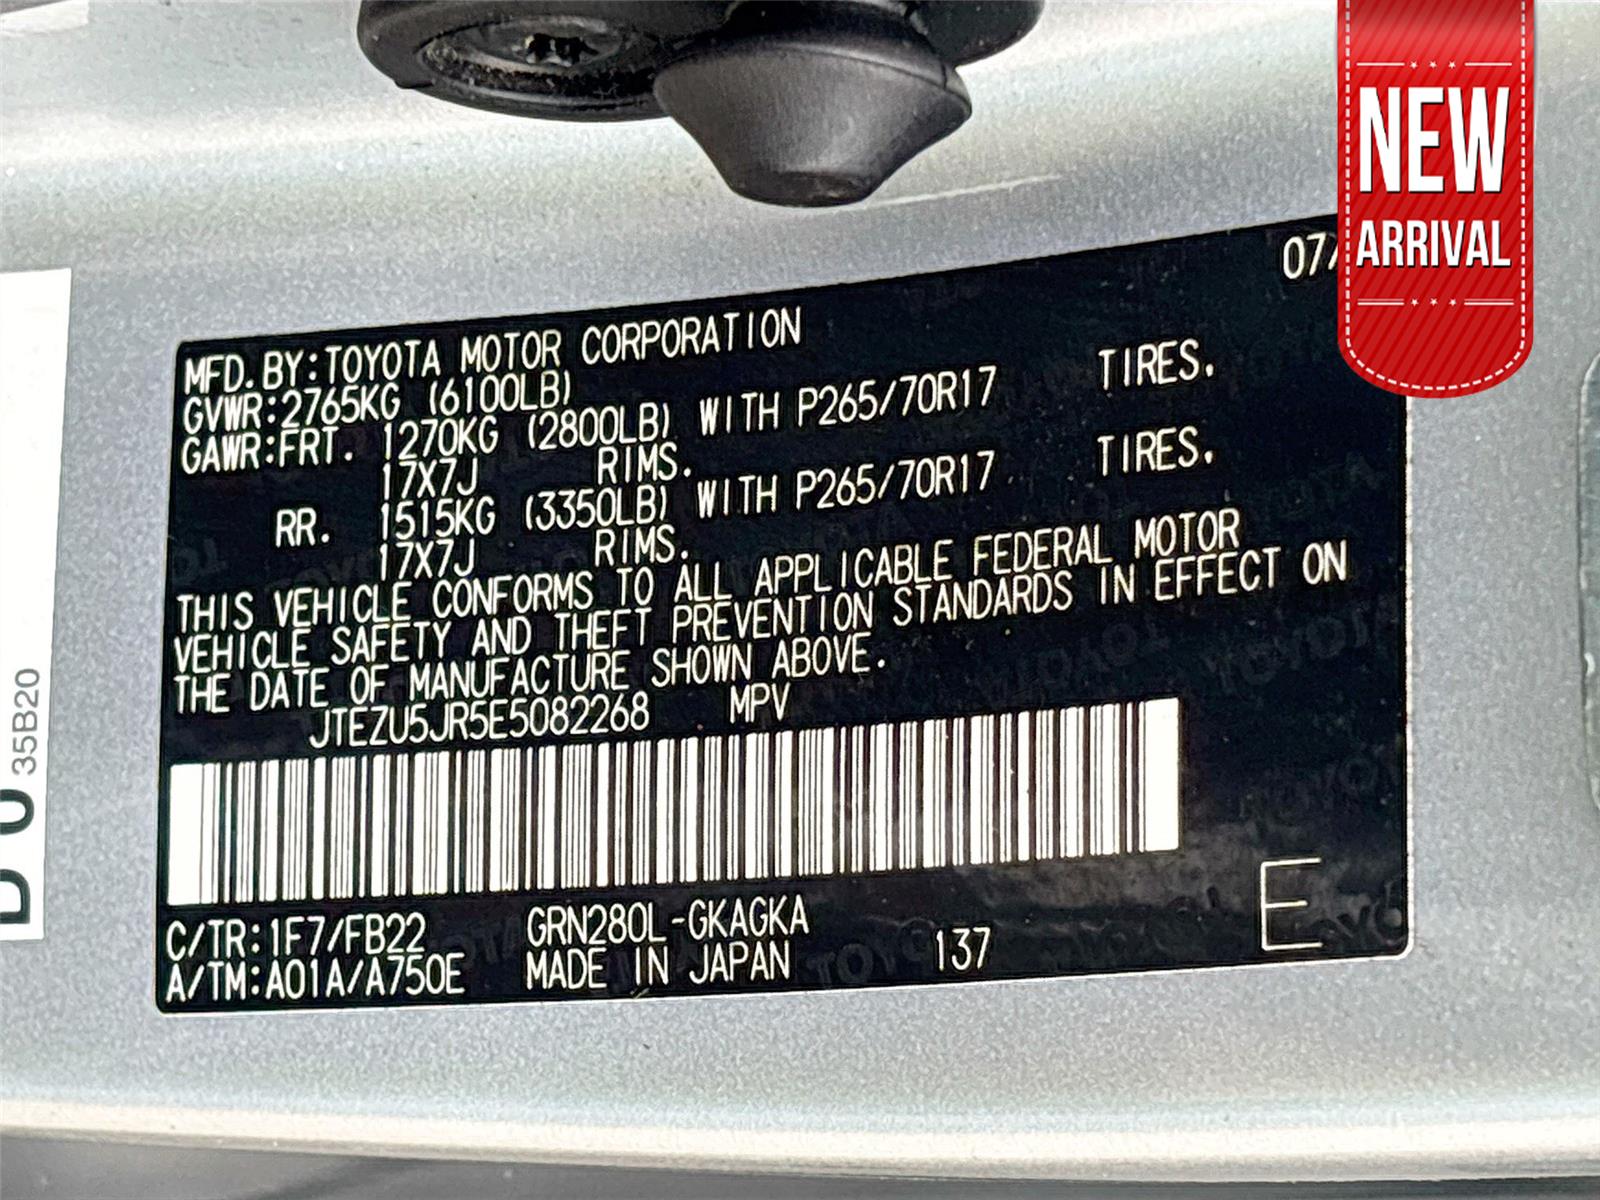 NEW
ARRIVAL
07/
MFD. BY: TOYOTA MOTOR CORPORATION
GVWR: 2765KG (6100LB)
GAWR: FRT. 1270KG (2800LB) WITH P265/70R17 TIRES.
17X7J RIMS.
RR. 1515KG (3350LB) WITH P265/70R17 TIRES.
17X7J RIMS.
THIS VEHICLE CONFORMS TO ALL APPLICABLE FEDERAL MOTOR
VEHICLE SAFETY AND THEFT PREVENTION STANDARDS IN EFFECT ON
THE DATE OF MANUFACTURE SHOWN ABOVE.
JTEZU5JR5E5082268 MPV
C/TR: 1F7/FB22 GRN280L-GKAGKA
A/TM: A01A/A750E MADE IN JAPAN 137
E
35B20